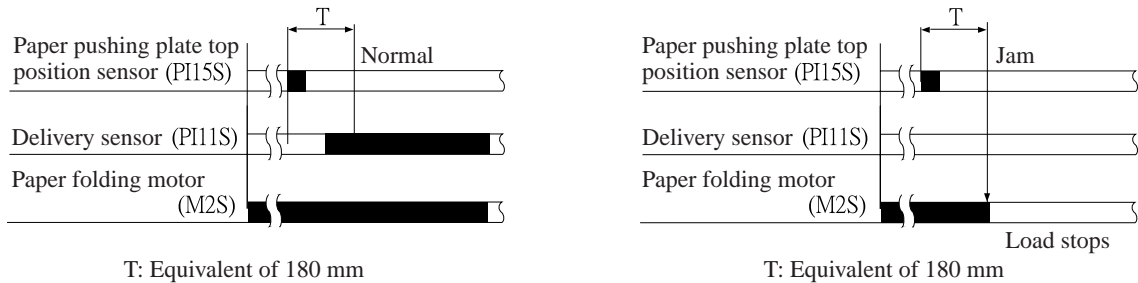 T
Paper pushing plate top
position sensor (PI15S)
Normal
Delivery sensor (PI11S)
Paper folding motor
(M2S)
T: Equivalent of 180 mm
T
Paper pushing plate top
position sensor (PI15S)
Jam
Delivery sensor (PI11S)
Paper folding motor
(M2S)
Load stops
T: Equivalent of 180 mm